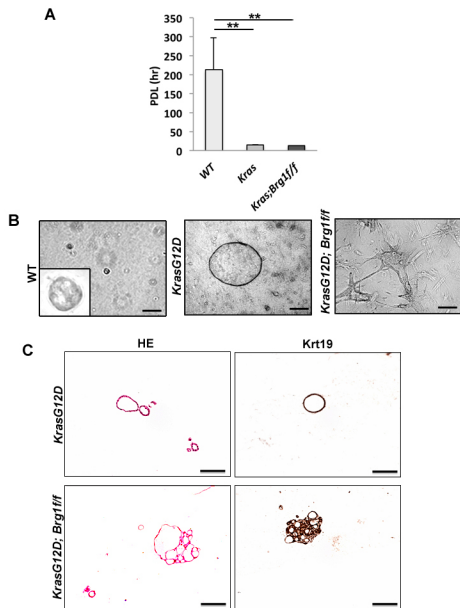 A
**
**
PDL (hr)
350
300
250
200
150
100
50
0
WT
Kras
Kras;Brg1f/f
B
WT
KrasG12D
KrasG12D; Brg1f/f
C
HE
Krt19
KrasG12D
KrasG12D; Brg1f/f